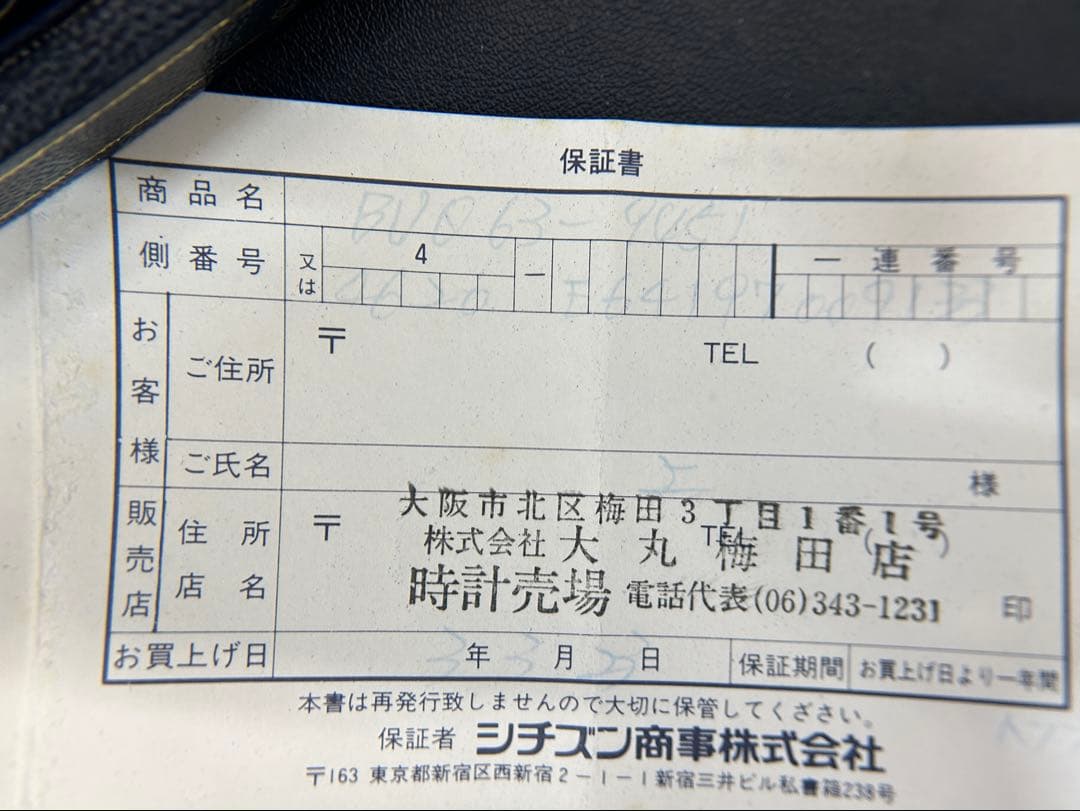 保証書
商品名
側番号 又は 4 — 一連番号
お客様 ご住所 〒 TEL ( )
ご氏名 様
販売店 住所 店名 〒 TEL ( ) 印
大阪市北区梅田3丁目1番1号
株式会社 大丸梅田店
時計売場 電話代表(06)343-1231
お買上げ日 3年 3月 23日 保証期間 お買上げ日より一年間
本書は再発行致しませんので大切に保管してください。
保証者 シチズン商事株式会社
〒163 東京都新宿区西新宿2-1-1新宿三井ビル私書箱238号